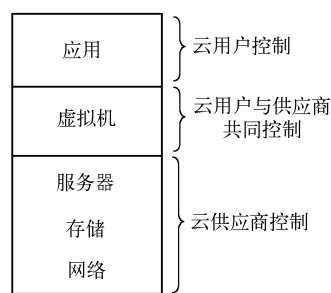 应用
云用户控制
虚拟机
云用户与供应商
共同控制
服务器
存储
网络
云供应商控制